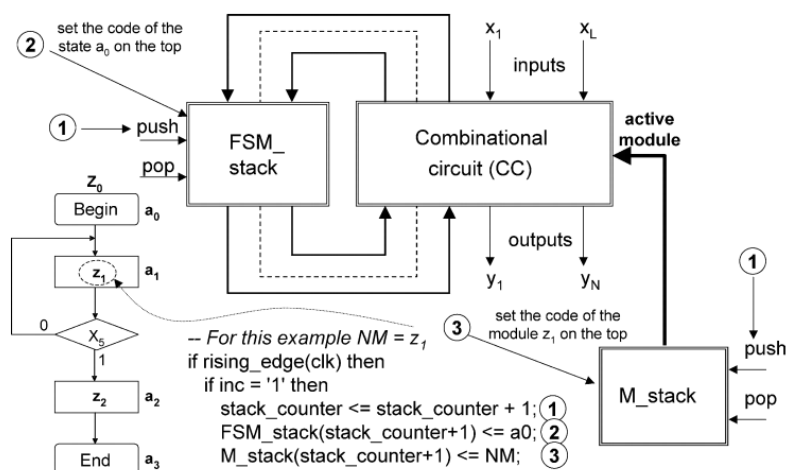 set the code of the
state a0 on the top
2
1
push
pop
FSM_
stack
x1
xL
inputs
Combinational
circuit (CC)
active
module
outputs
y1
yN
Z0
Begin
a0
z1
a1
0
X5
1
z2
a2
End
a3
-- For this example NM = z1
if rising_edge(clk) then
if inc = '1' then
stack_counter <= stack_counter + 1; 1
FSM_stack(stack_counter+1) <= a0; 2
M_stack(stack_counter+1) <= NM; 3
3
set the code of the
module z1 on the top
1
push
pop
M_stack